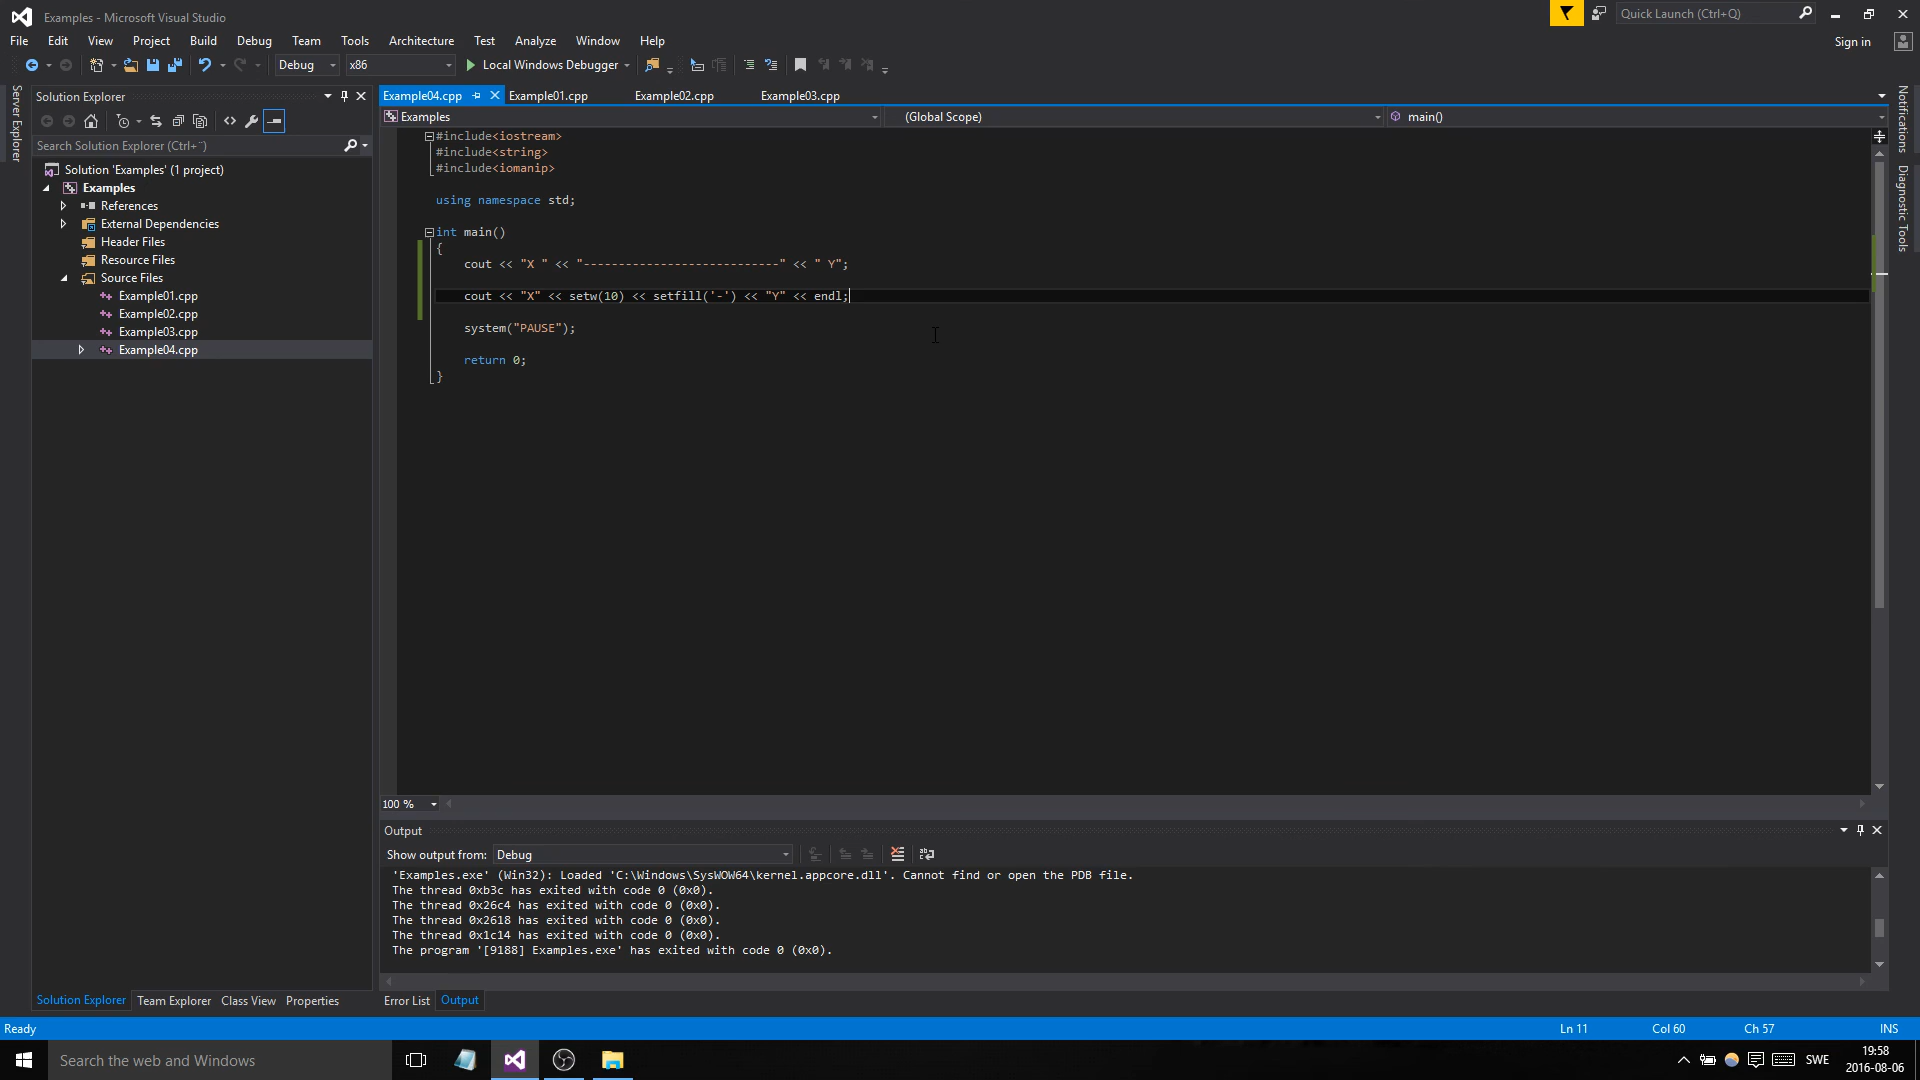 Examples - Microsoft Visual Studio
Quick Launch (Ctrl+Q)
File Edit View Project Build Debug Team Tools Architecture Test Analyze Window Help
Sign in
Debug x86 Local Windows Debugger
Server Explorer
Solution Explorer
Search Solution Explorer (Ctrl+¨)
Solution 'Examples' (1 project)
Examples
References
External Dependencies
Header Files
Resource Files
Source Files
Example01.cpp
Example02.cpp
Example03.cpp
Example04.cpp
Example04.cpp Example01.cpp Example02.cpp Example03.cpp
Examples (Global Scope) main()
#include<iostream>
#include<string>
#include<iomanip>
using namespace std;
int main()
{
cout << "X " << "----------------------------" << " Y";
cout << "X" << setw(10) << setfill('-') << "Y" << endl;
system("PAUSE");
return 0;
}
Notifications
Diagnostic Tools
100 %
Output
Show output from: Debug
'Examples.exe' (Win32): Loaded 'C:\Windows\SysWOW64\kernel.appcore.dll'. Cannot find or open the PDB file.
The thread 0xb3c has exited with code 0 (0x0).
The thread 0x26c4 has exited with code 0 (0x0).
The thread 0x2618 has exited with code 0 (0x0).
The thread 0x1c14 has exited with code 0 (0x0).
The program '[9188] Examples.exe' has exited with code 0 (0x0).
Solution Explorer Team Explorer Class View Properties
Error List Output
Ready
Ln 11 Col 60 Ch 57 INS
Search the web and Windows
SWE
19:58
2016-08-06